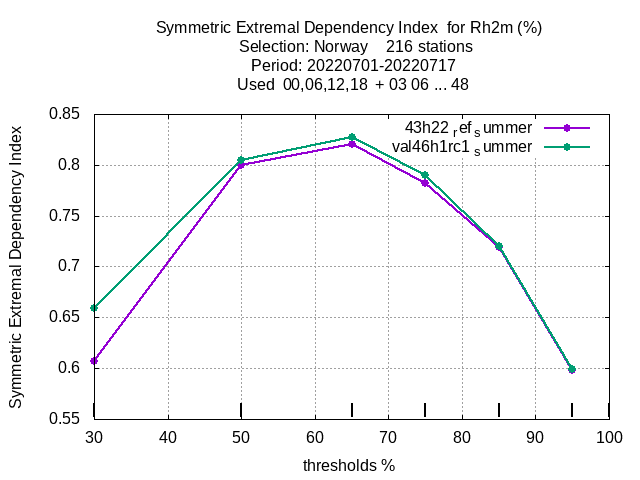 Symmetric Extremal Dependency Index  for Rh2m (%)
Selection: Norway    216 stations
Period: 20220701-20220717
Used  00,06,12,18  + 03 06 ... 48
43h22 refsummer
val46h1rc1 summer
Symmetric Extremal Dependency Index
0.85
0.8
0.75
0.7
0.65
0.6
0.55
30 40 50 60 70 80 90 100
thresholds %